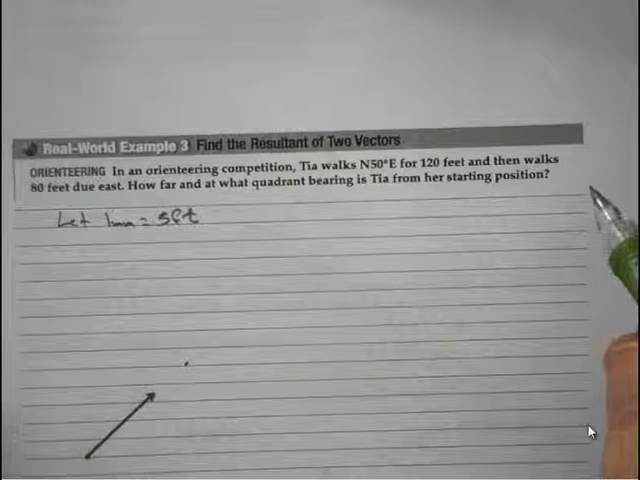 Real-World Example 3 Find the Resultant of Two Vectors
ORIENTEERING In an orienteering competition, Tia walks N50°E for 120 feet and then walks
80 feet due east. How far and at what quadrant bearing is Tia from her starting position?
Let 1mm = 5ft